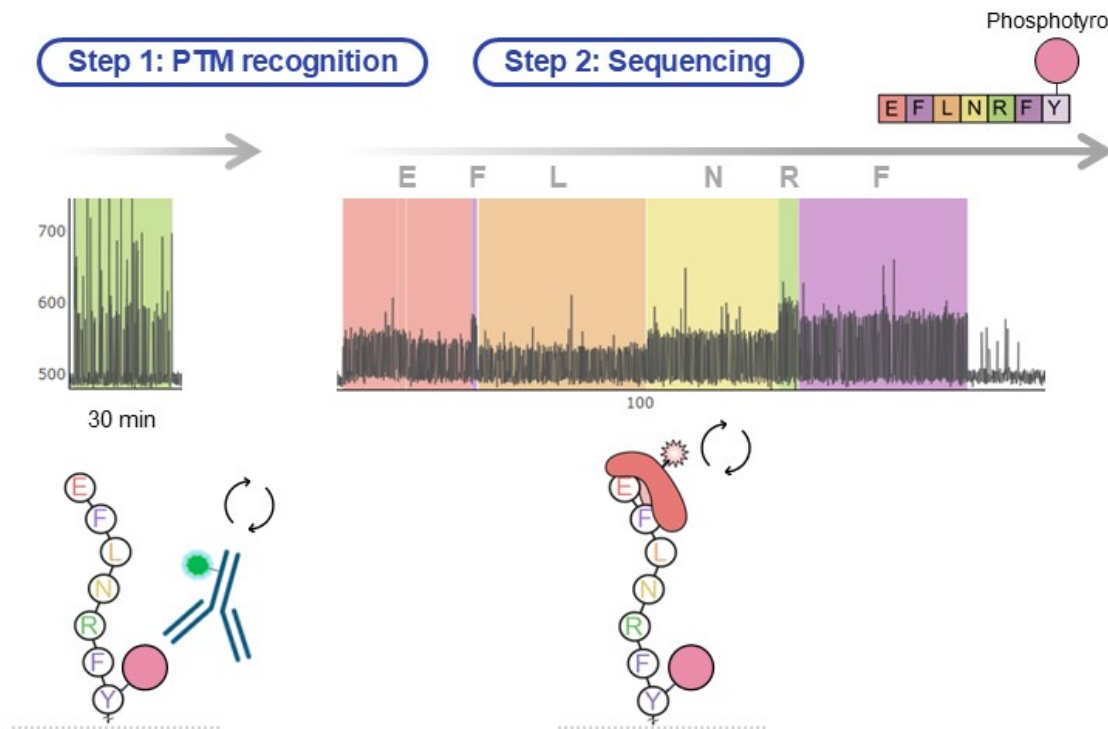 Phosphotyro
Step 1: PTM recognition
Step 2: Sequencing
E F L N R F Y
E F L N R F
700
600
500
30 min
100
E
F
L
N
R
F
Y
E
F
L
N
R
F
Y